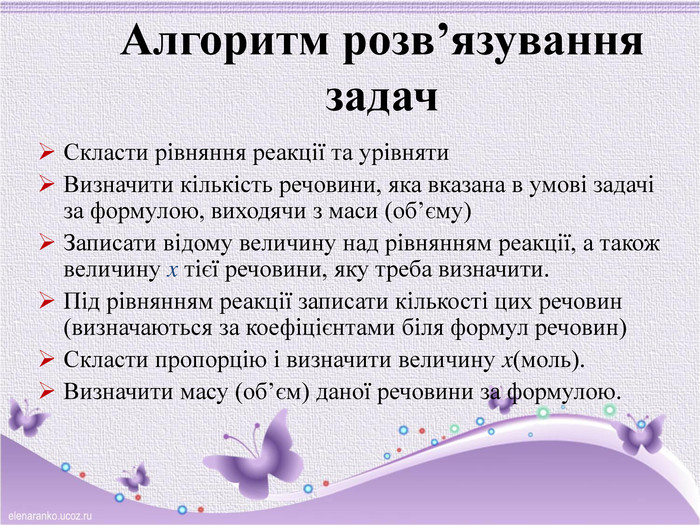 Алгоритм розв’язування
задач
Скласти рівняння реакції та урівняти
Визначити кількість речовини, яка вказана в умові задачі
за формулою, виходячи з маси (об’єму)
Записати відому величину над рівнянням реакції, а також
величину х тієї речовини, яку треба визначити.
Під рівнянням реакції записати кількості цих речовин
(визначаються за коефіцієнтами біля формул речовин)
Скласти пропорцію і визначити величину х(моль).
Визначити масу (об’єм) даної речовини за формулою.
elenaranko.ucoz.ru